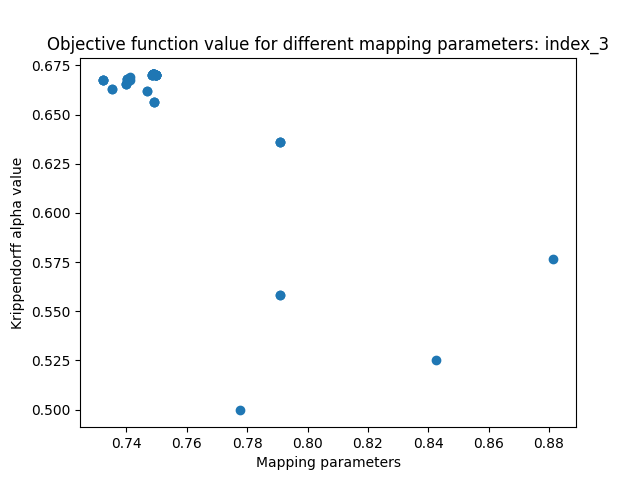 Objective function value for different mapping parameters: index_3
Krippendorff alpha value
0.675
0.650
0.625
0.600
0.575
0.550
0.525
0.500
0.74 0.76 0.78 0.80 0.82 0.84 0.86 0.88
Mapping parameters